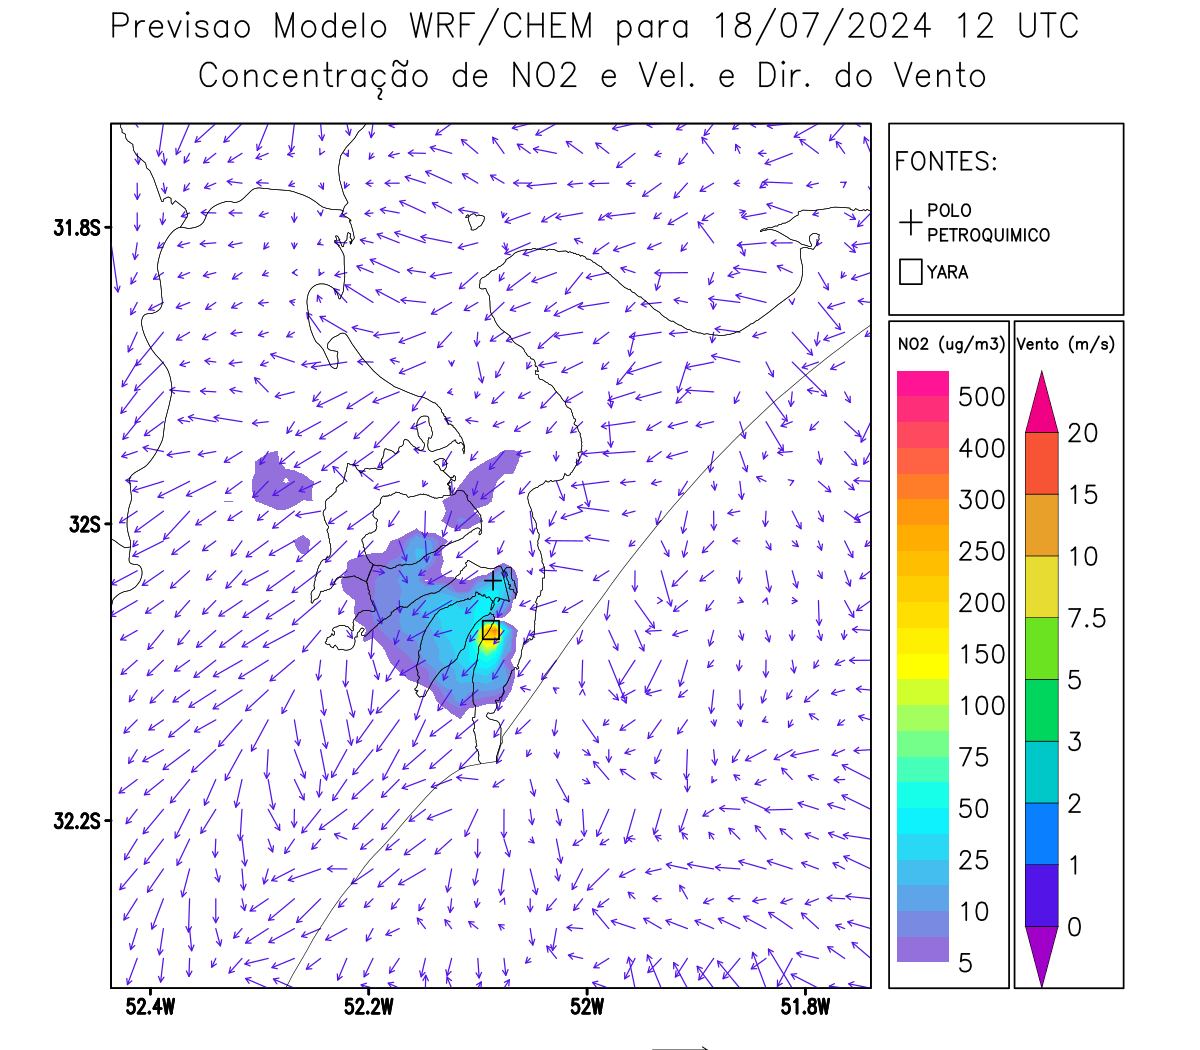 Previsao Modelo WRF/CHEM para 18/07/2024 12 UTC
Concentração de NO2 e Vel. e Dir. do Vento
FONTES:
POLO
PETROQUIMICO
YARA
NO2 (ug/m3)
500
400
300
250
200
150
100
75
50
25
10
5
Vento (m/s)
20
15
10
7.5
5
3
2
1
0
31.8S
32S
32.2S
52.4W
52.2W
52W
51.8W